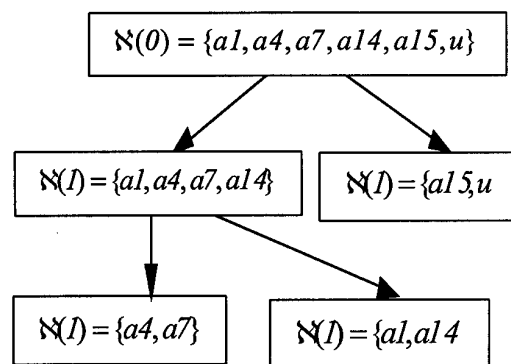 ℵ(0) = {a1, a4, a7, a14, a15, u}
ℵ(1) = {a1, a4, a7, a14}
ℵ(1) = {a15, u
ℵ(1) = {a4, a7}
ℵ(1) = {a1, a14